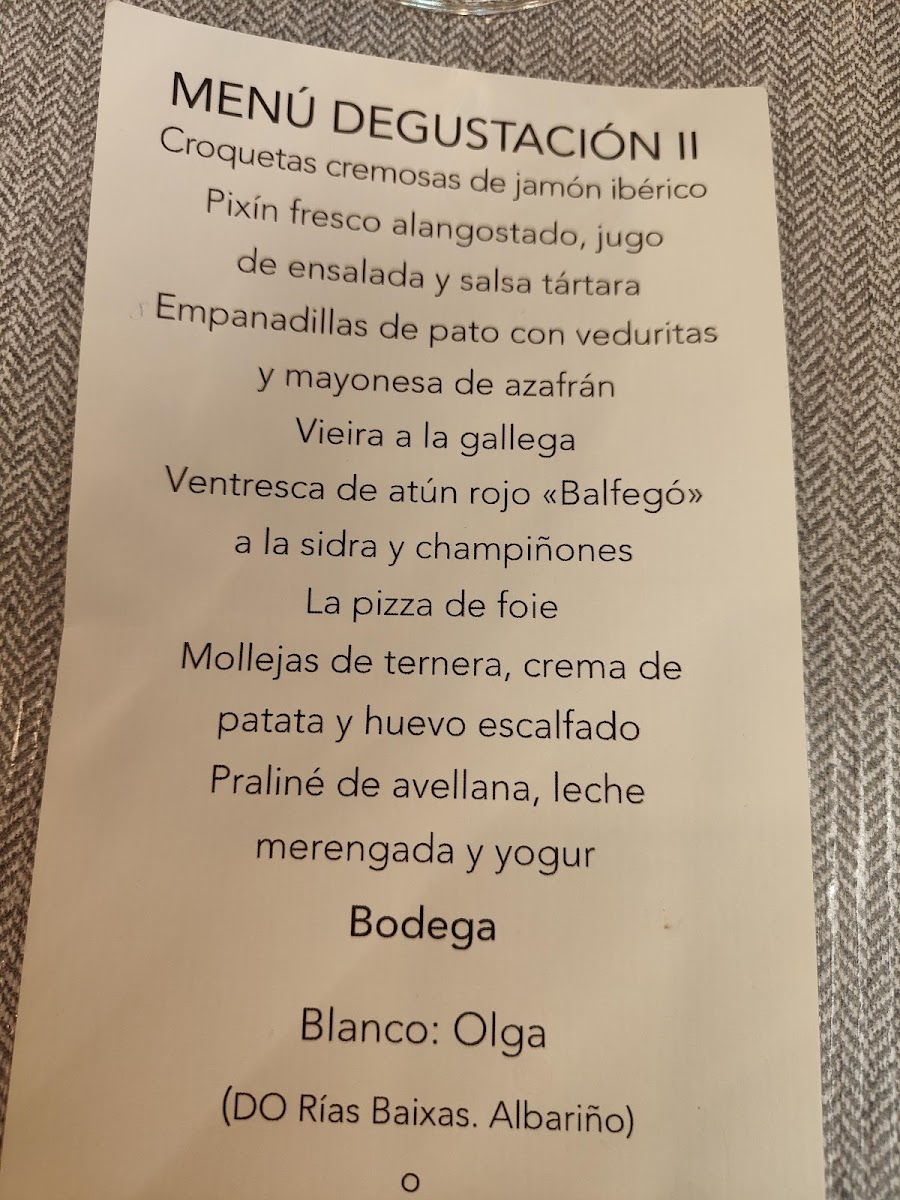 MENÚ DEGUSTACIÓN II
Croquetas cremosas de jamón ibérico
Pixín fresco alangostado, jugo
de ensalada y salsa tártara
Empanadillas de pato con veduritas
y mayonesa de azafrán
Vieira a la gallega
Ventresca de atún rojo «Balfegó»
a la sidra y champiñones
La pizza de foie
Mollejas de ternera, crema de
patata y huevo escalfado
Praliné de avellana, leche
merengada y yogur
Bodega
Blanco: Olga
(DO Rías Baixas. Albariño)
o